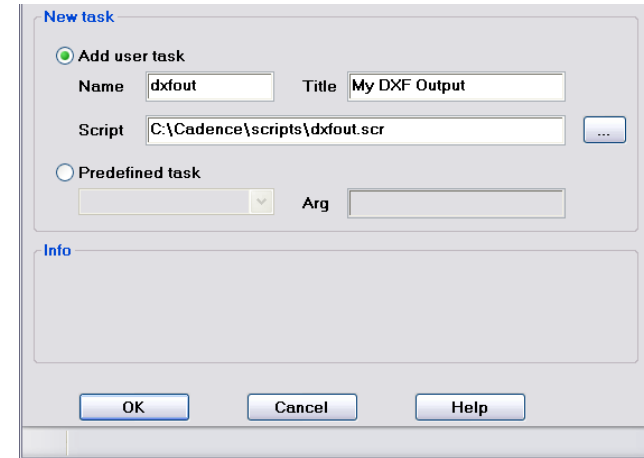 New task
Add user task
Name dxfout Title My DXF Output
Script C:\Cadence\scripts\dxfout.scr ...
Predefined task
Arg
Info
OK Cancel Help